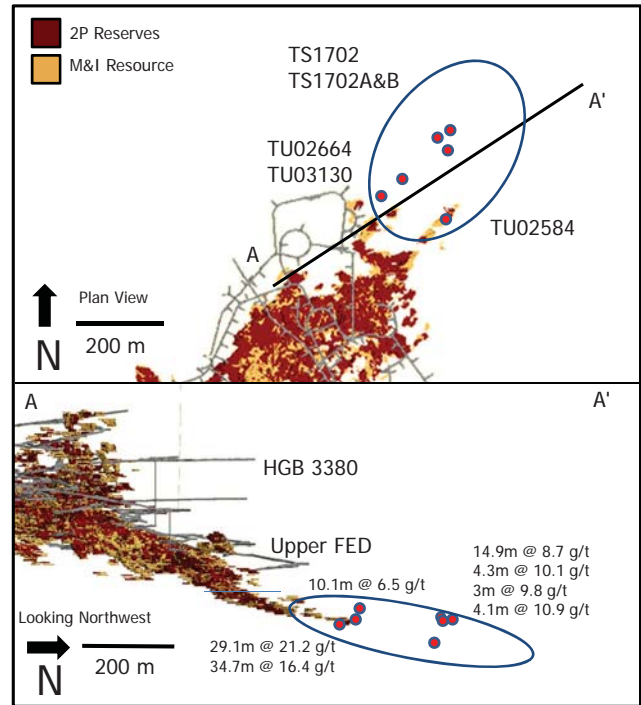 2P Reserves
M&I Resource
TS1702
TS1702A&B
A'
TU02664
TU03130
TU02584
A
Plan View
N
200 m
A
A'
HGB 3380
Upper FED
14.9m @ 8.7 g/t
4.3m @ 10.1 g/t
3m @ 9.8 g/t
4.1m @ 10.9 g/t
10.1m @ 6.5 g/t
Looking Northwest
N
200 m
29.1m @ 21.2 g/t
34.7m @ 16.4 g/t